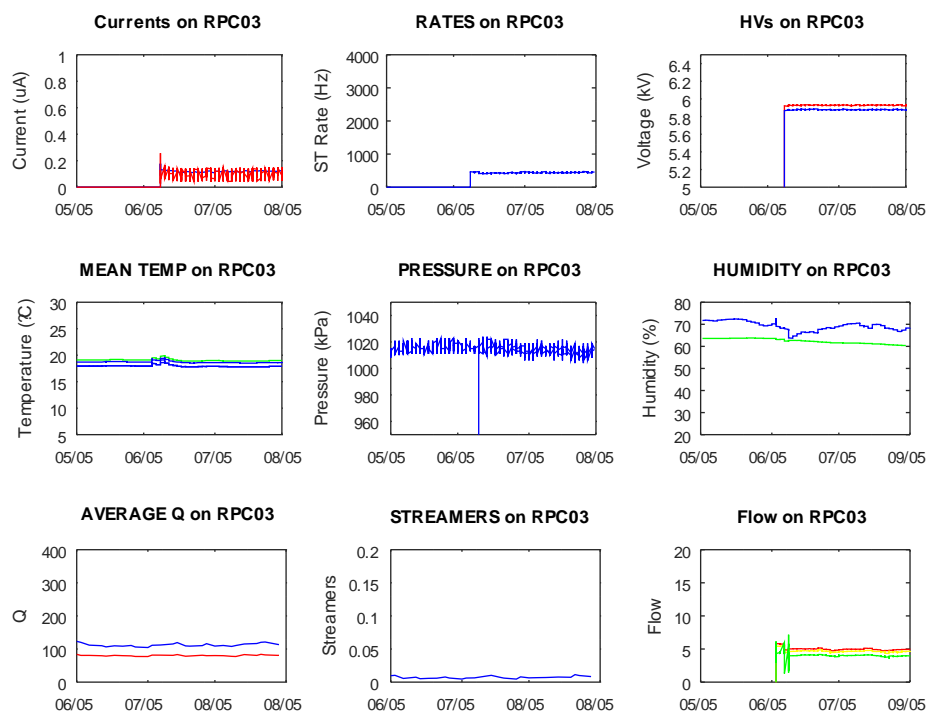 Currents on RPC03
Current (uA)
1
0.8
0.6
0.4
0.2
0
05/05 06/05 07/05 08/05
RATES on RPC03
ST Rate (Hz)
4000
3000
2000
1000
0
05/05 06/05 07/05 08/05
HVs on RPC03
Voltage (kV)
6.4
6.2
6
5.8
5.6
5.4
5.2
5
05/05 06/05 07/05 08/05
MEAN TEMP on RPC03
Temperature (?C)
30
25
20
15
10
5
05/05 06/05 07/05 08/05
PRESSURE on RPC03
Pressure (kPa)
1040
1020
1000
980
960
05/05 06/05 07/05 08/05
HUMIDITY on RPC03
Humidity (%)
80
70
60
50
40
30
20
05/05 06/05 07/05 09/05
AVERAGE Q on RPC03
Q
400
300
200
100
0
06/05 07/05 08/05 05/05
STREAMERS on RPC03
Streamers
0.2
0.15
0.1
0.05
0
06/05 07/05 08/05 06/05
Flow on RPC03
Flow
20
15
10
5
0
05/05 06/05 07/05 09/05